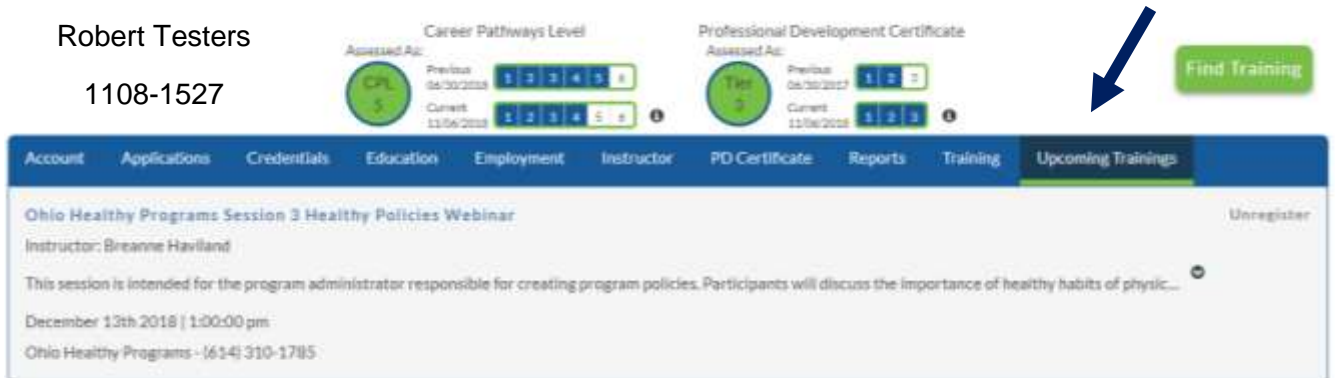 Robert Testers
1108-1527
Career Pathways Level
Assessed As:
CPL
5
Previous
06/30/2018
1 2 3 4 5 6
Current
11/06/2018
1 2 3 4 5 6
Professional Development Certificate
Assessed As:
Tier
3
Previous
06/30/2017
1 2 3
Current
11/06/2018
1 2 3
Find Training
Account Applications Credentials Education Employment Instructor PD Certificate Reports Training Upcoming Trainings
Ohio Healthy Programs Session 3 Healthy Policies Webinar Unregister
Instructor: Breanne Haviland
This session is intended for the program administrator responsible for creating program policies. Participants will discuss the importance of healthy habits of physic...
December 13th 2018 | 1:00:00 pm
Ohio Healthy Programs - (614) 310-1785